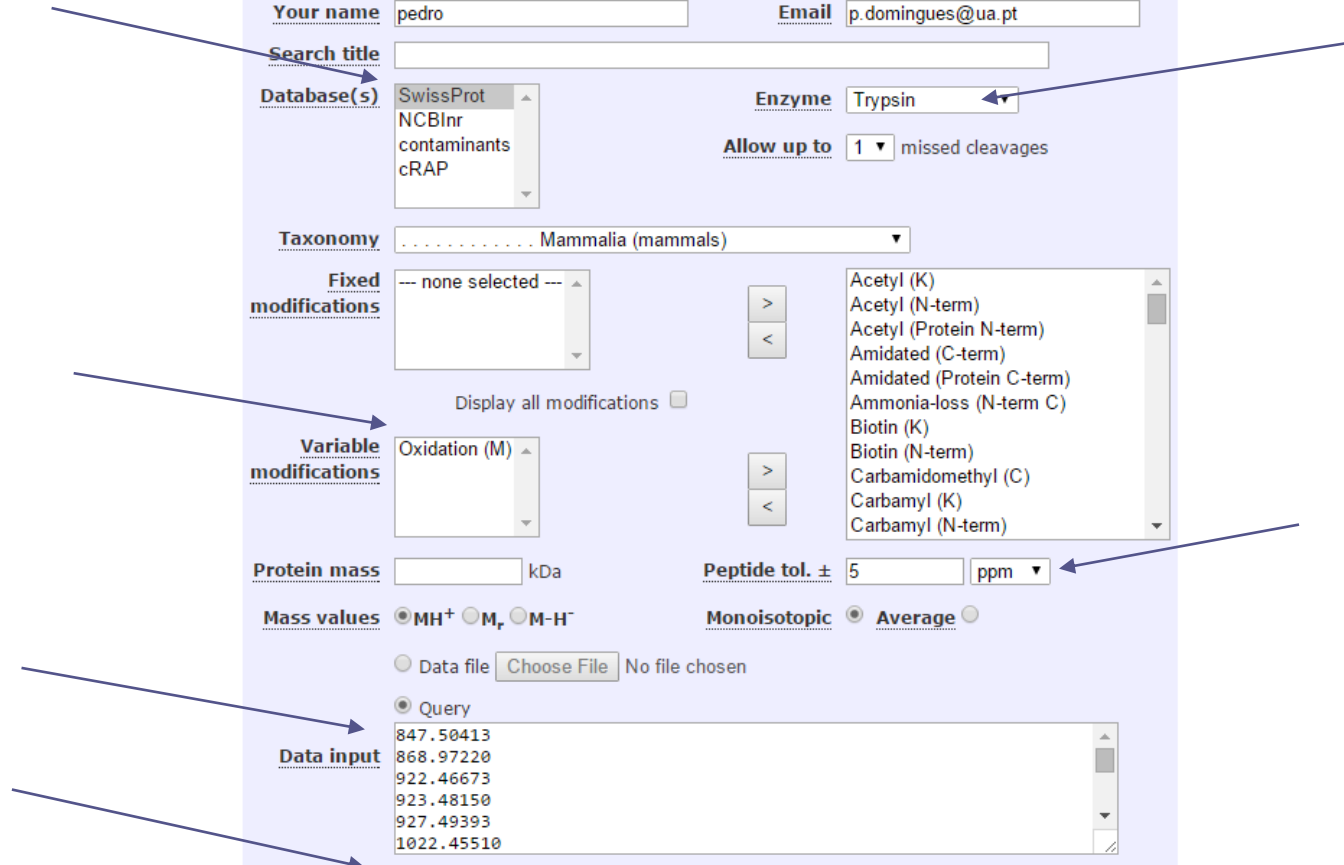 Your name pedro Email p.domingues@ua.pt
Search title
Database(s) SwissProt
NCBInr
contaminants
cRAP
Enzyme Trypsin
Allow up to 1 missed cleavages
Taxonomy . . . . . . . . . . . . Mammalia (mammals)
Fixed modifications
--- none selected ---
>
<
Display all modifications
Acetyl (K)
Acetyl (N-term)
Acetyl (Protein N-term)
Amidated (C-term)
Amidated (Protein C-term)
Ammonia-loss (N-term C)
Biotin (K)
Biotin (N-term)
Carbamidomethyl (C)
Carbamyl (K)
Carbamyl (N-term)
Variable modifications
Oxidation (M)
>
<
Protein mass kDa Peptide tol. ± 5 ppm
Mass values MH+ Mr M-H- Monoisotopic Average
Data file Choose File No file chosen
Query
Data input
847.50413
868.97220
922.46673
923.48150
927.49393
1022.45510